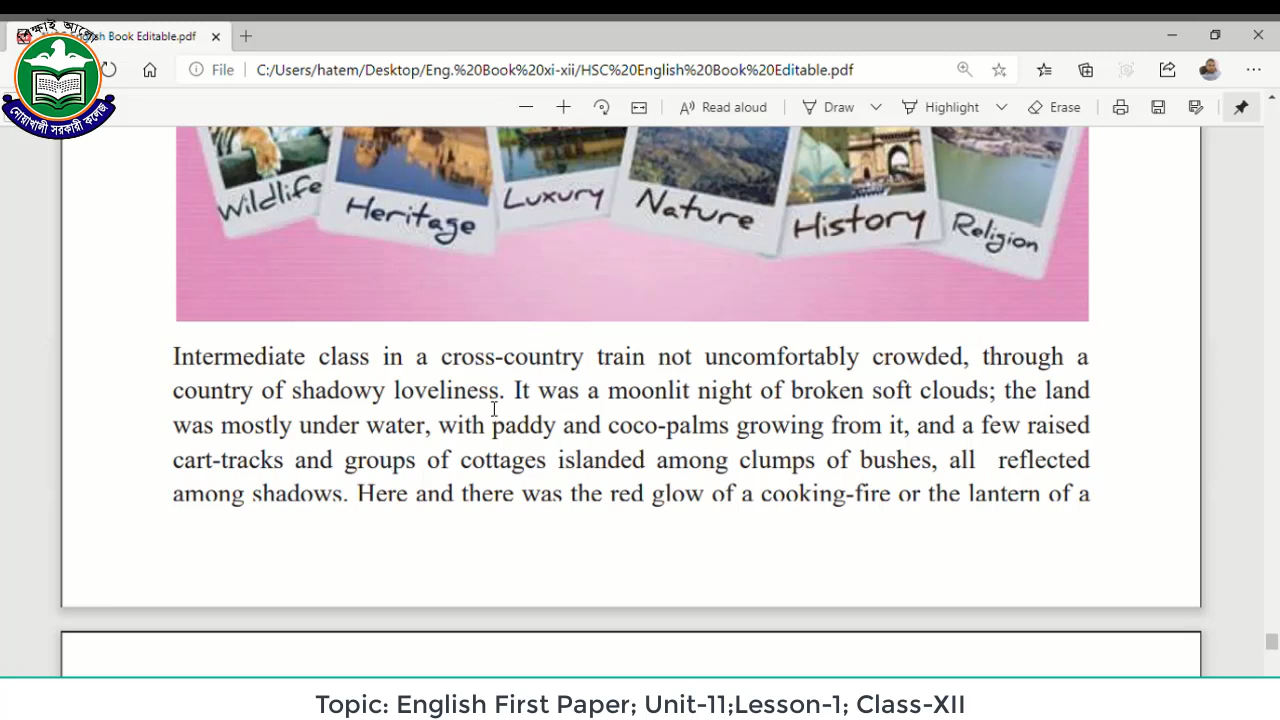 শিক্ষাই আলো
নোয়াখালী সরকারী কলেজ
English Book Editable.pdf
File C:/Users/hatem/Desktop/Eng.%20Book%20xi-xii/HSC%20English%20Book%20Editable.pdf
Read aloud Draw Highlight Erase
Wildlife Heritage Luxury Nature History Religion
Intermediate class in a cross-country train not uncomfortably crowded, through a
country of shadowy loveliness. It was a moonlit night of broken soft clouds; the land
was mostly under water, with paddy and coco-palms growing from it, and a few raised
cart-tracks and groups of cottages islanded among clumps of bushes, all reflected
among shadows. Here and there was the red glow of a cooking-fire or the lantern of a
Topic: English First Paper; Unit-11;Lesson-1; Class-XII